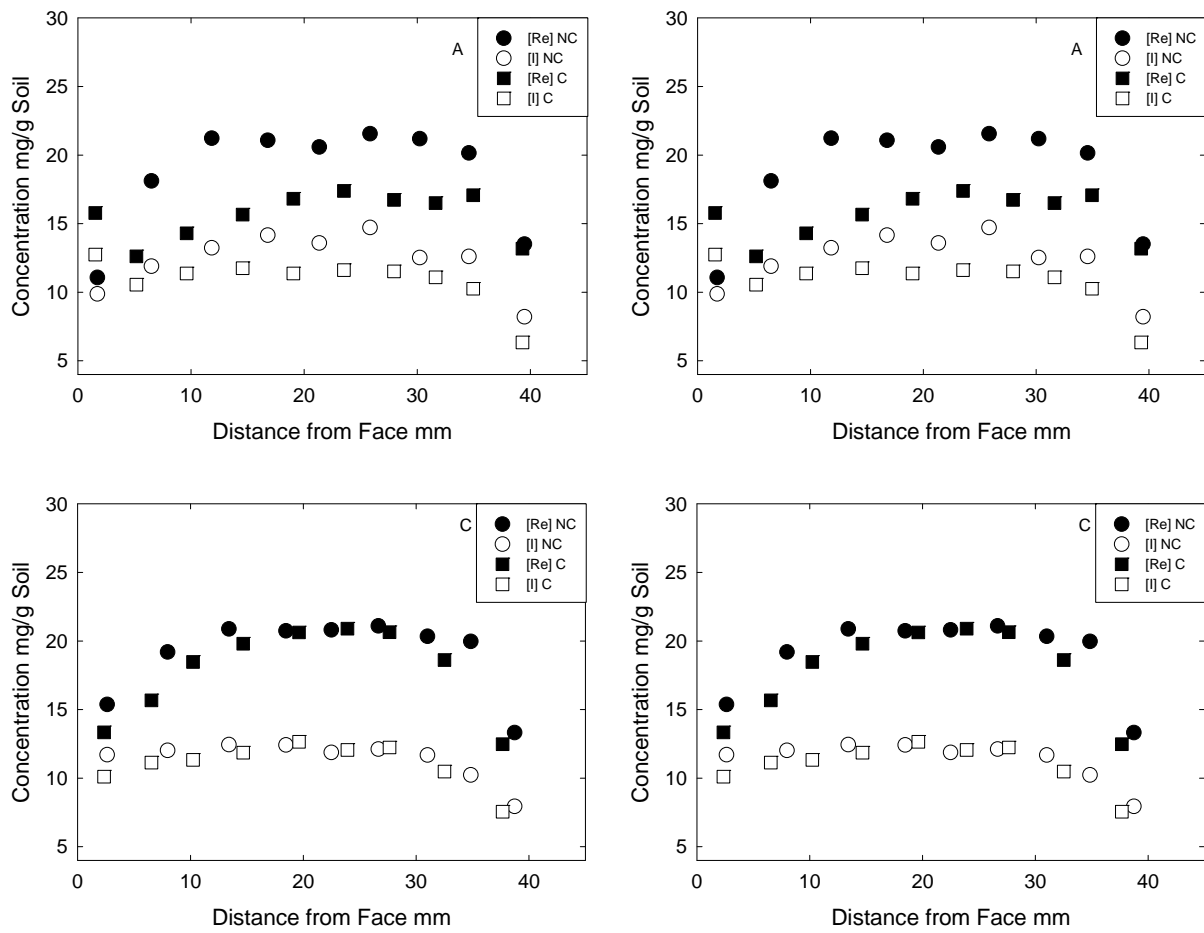 30
25
20
15
10
5
Concentration mg/g Soil
A
[Re] NC
[I] NC
[Re] C
[I] C
0 10 20 30 40
Distance from Face mm
30
25
20
15
10
5
Concentration mg/g Soil
A
[Re] NC
[I] NC
[Re] C
[I] C
0 10 20 30 40
Distance from Face mm
30
25
20
15
10
5
Concentration mg/g Soil
C
[Re] NC
[I] NC
[Re] C
[I] C
0 10 20 30 40
Distance from Face mm
30
25
20
15
10
5
Concentration mg/g Soil
C
[Re] NC
[I] NC
[Re] C
[I] C
0 10 20 30 40
Distance from Face mm